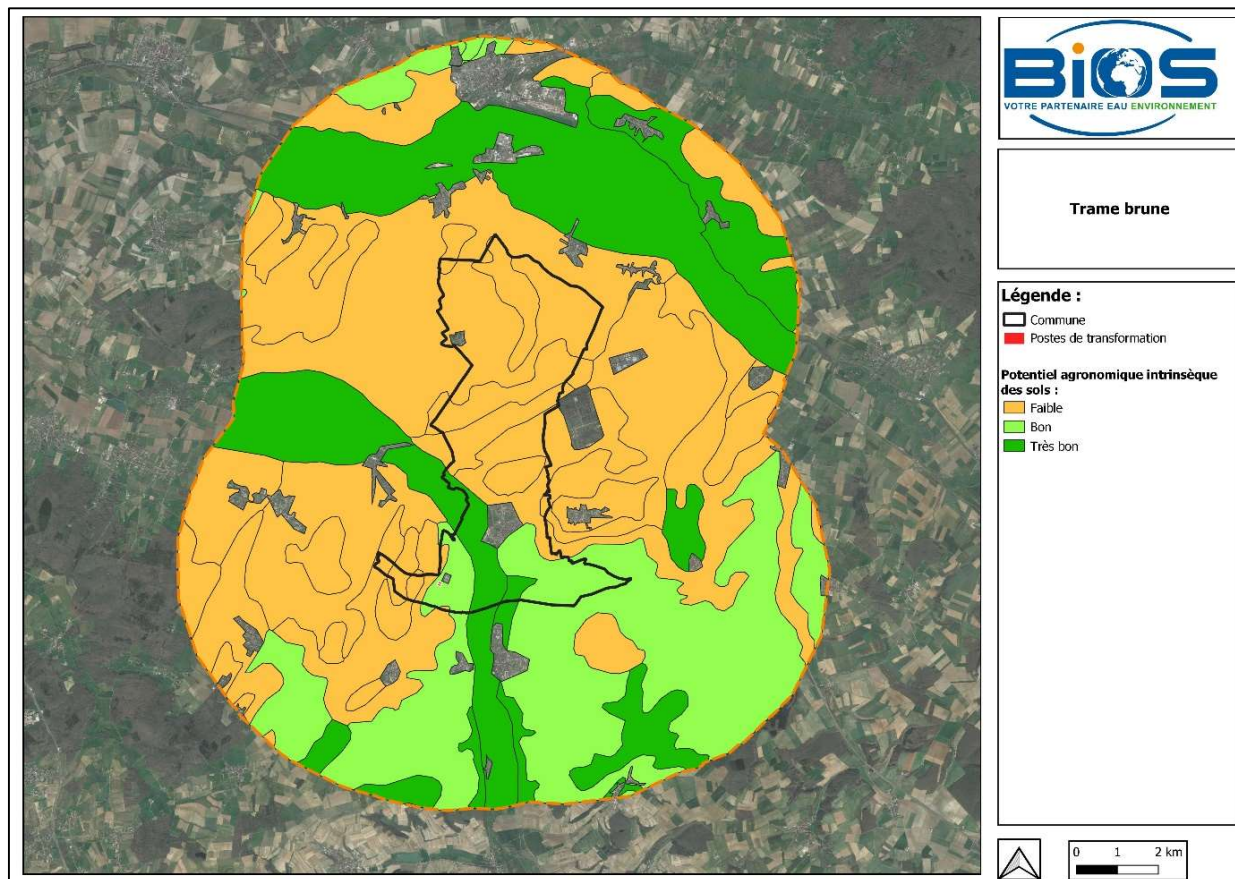 BiOS
VOTRE PARTENAIRE EAU ENVIRONNEMENT
Trame brune
Légende :
Commune
Postes de transformation
Potentiel agronomique intrinsèque
des sols :
Faible
Bon
Très bon
0 1 2 km